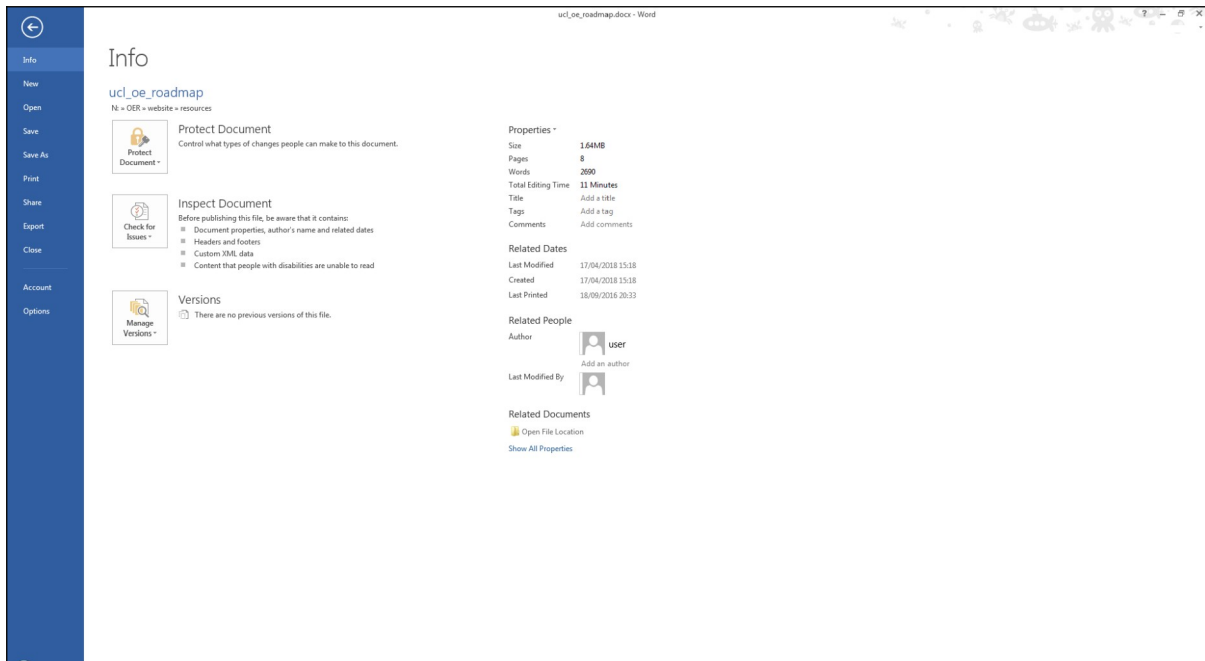 ucl_oe_roadmap.docx - Word
?
Info
New
Open
Save
Save As
Print
Share
Export
Close
Account
Options
Info
ucl_oe_roadmap
N: » OER » website » resources
Protect
Document
Protect Document
Control what types of changes people can make to this document.
Check for
Issues
Inspect Document
Before publishing this file, be aware that it contains:
Document properties, author's name and related dates
Headers and footers
Custom XML data
Content that people with disabilities are unable to read
Manage
Versions
Versions
There are no previous versions of this file.
Properties
Size 1.64MB
Pages 8
Words 2690
Total Editing Time 11 Minutes
Title Add a title
Tags Add a tag
Comments Add comments
Related Dates
Last Modified 17/04/2018 15:18
Created 17/04/2018 15:18
Last Printed 18/09/2016 20:33
Related People
Author user
Add an author
Last Modified By
Related Documents
Open File Location
Show All Properties